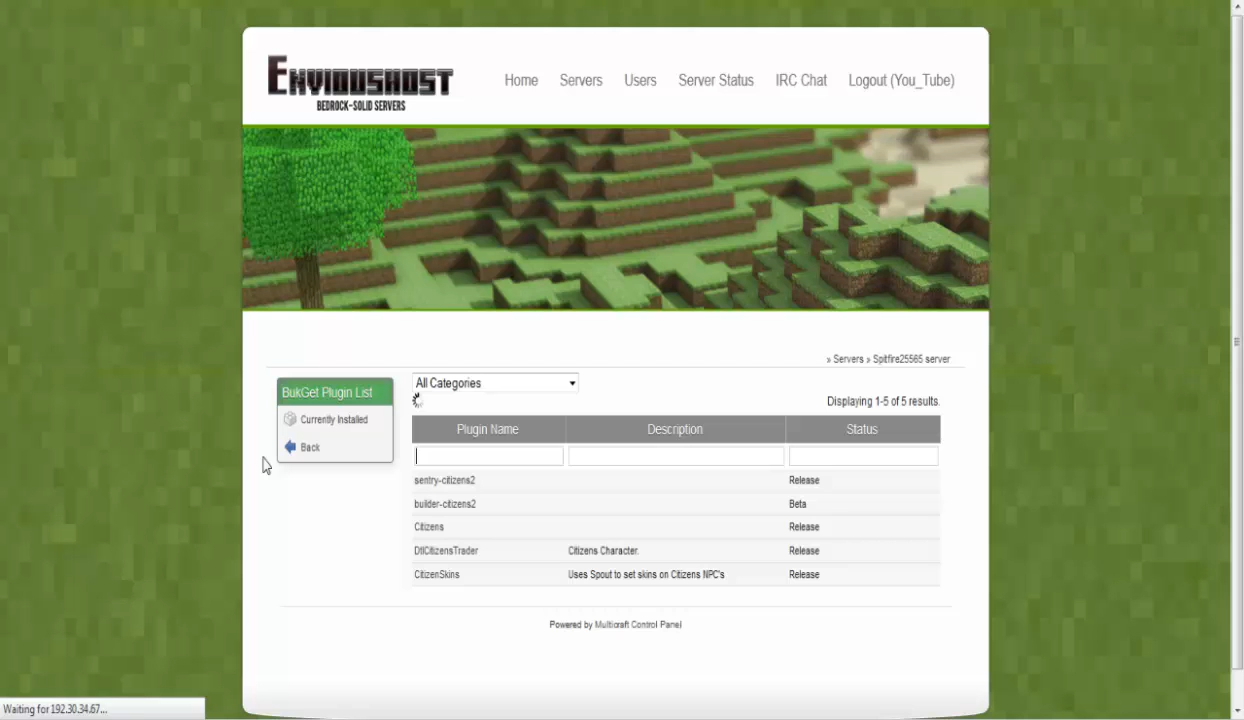 ENVIOUSHOST
BEDROCK-SOLID SERVERS
Home Servers Users Server Status IRC Chat Logout (You_Tube)
» Servers » Spitfire25565 server
BukGet Plugin List
Currently Installed
Back
All Categories
Displaying 1-5 of 5 results.
Plugin Name Description Status
sentry-citizens2 Release
builder-citizens2 Beta
Citizens Release
DtlCitizensTrader Citizens Character. Release
CitizenSkins Uses Spout to set skins on Citizens NPC's Release
Powered by Multicraft Control Panel
Waiting for 192.30.34.67...